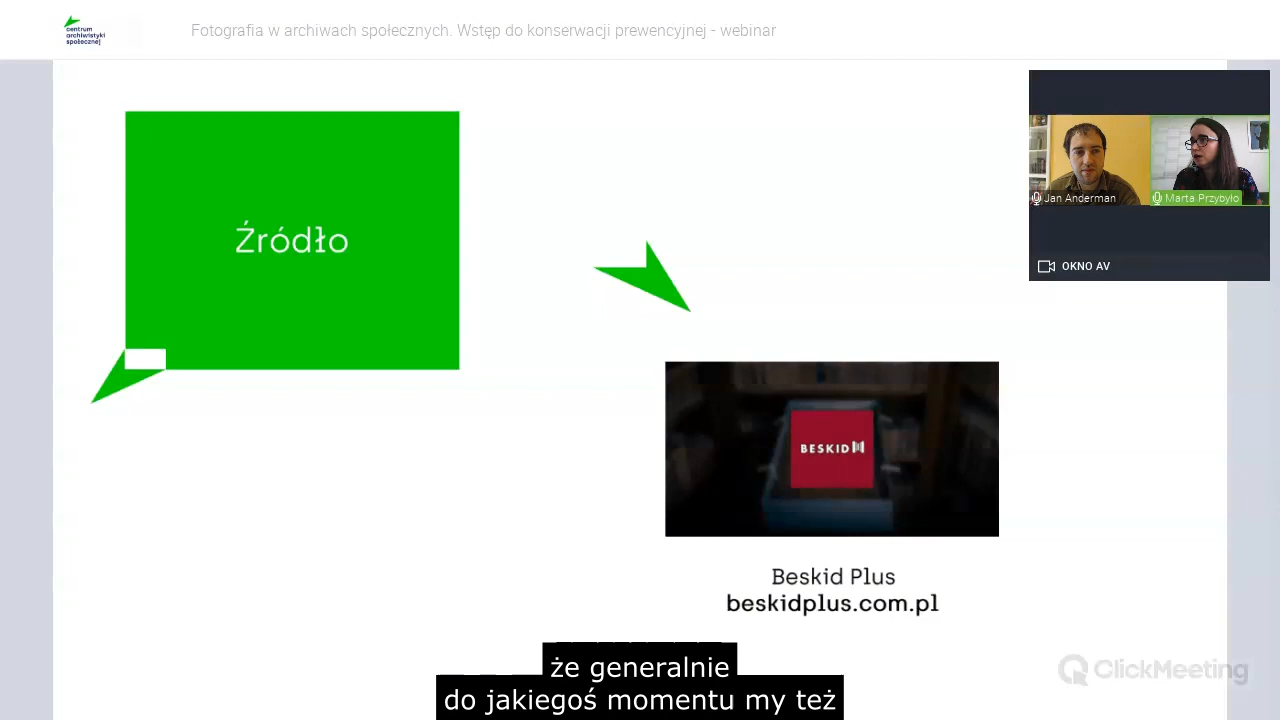 centrum
archiwistyki
społecznej
Fotografia w archiwach społecznych. Wstęp do konserwacji prewencyjnej - webinar
Jan Anderman
Marta Przybyło
OKNO AV
Źródło
BESKID
Beskid Plus
beskidplus.com.pl
ClickMeeting
że generalnie
do jakiegoś momentu my też